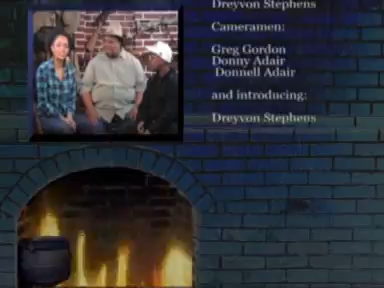 Dreyvon Stephens
Cameramen:
Greg Gordon
Donny Adair
Donnell Adair
and introducing:
Dreyvon Stephens